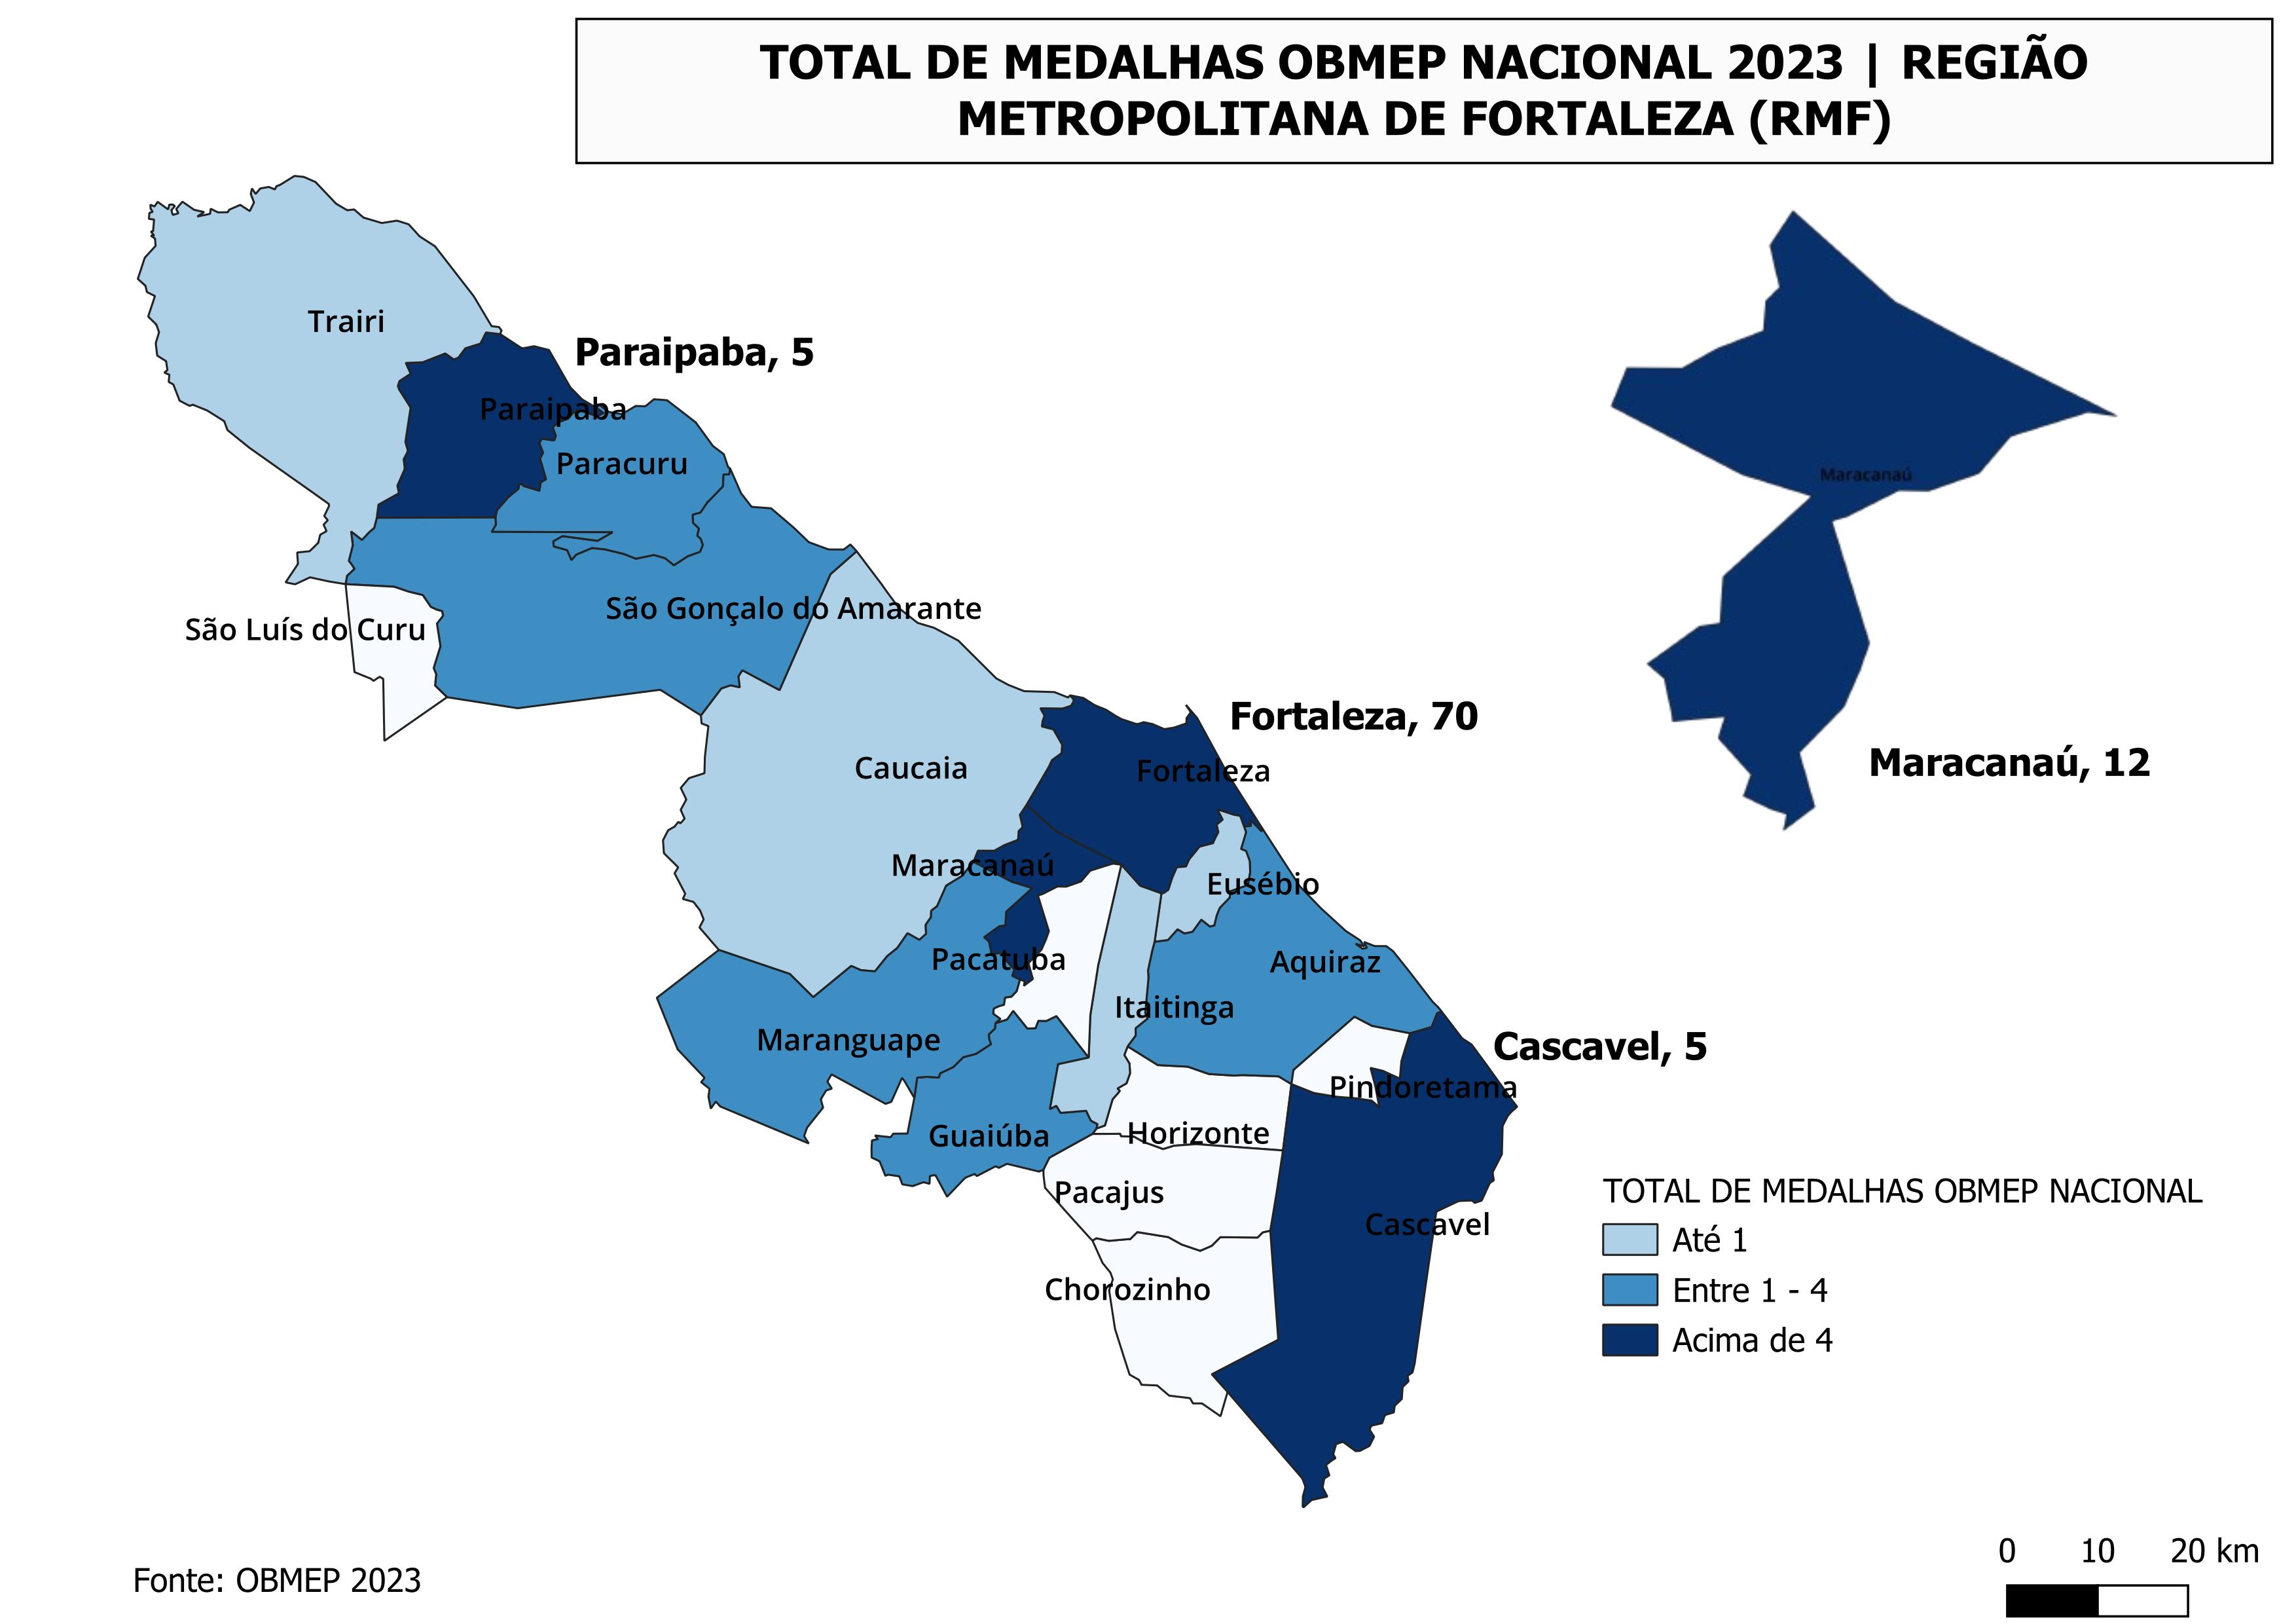 TOTAL DE MEDALHAS OBMEP NACIONAL 2023 | REGIÃO
METROPOLITANA DE FORTALEZA (RMF)
Trairi
Paraipaba, 5
Paraipaba
Paracuru
Maracanaú
São Gonçalo do Amarante
São Luís do Curu
Fortaleza, 70
Maracanaú, 12
Caucaia
Fortaleza
Maracanaú
Eusébio
Pacatuba
Aquiraz
Itaitinga
Maranguape
Cascavel, 5
Pindoretama
Guaiúba
Horizonte
Pacajus
Cascavel
Chorozinho
TOTAL DE MEDALHAS OBMEP NACIONAL
Até 1
Entre 1 - 4
Acima de 4
0 10 20 km
Fonte: OBMEP 2023